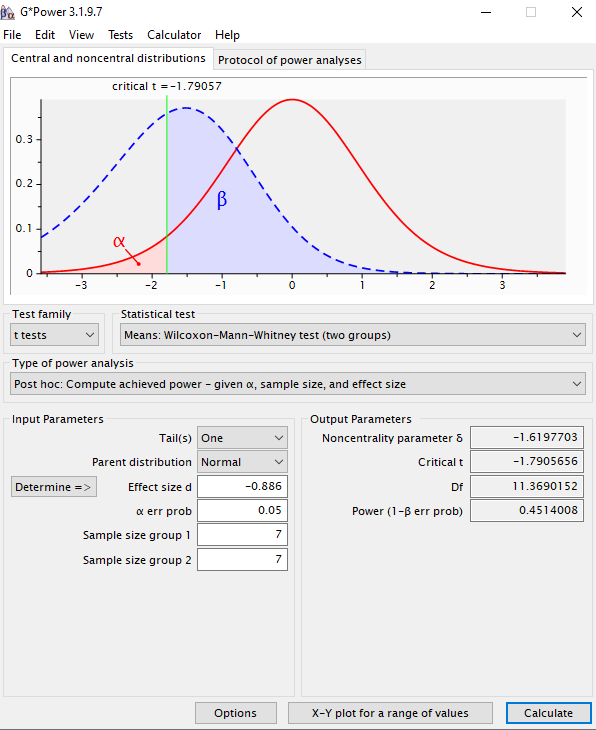 G*Power 3.1.9.7
File Edit View Tests Calculator Help
Central and noncentral distributions Protocol of power analyses
critical t = -1.79057
0.3
0.2
β
0.1
α
0
-3 -2 -1 0 1 2 3
Test family Statistical test
t tests Means: Wilcoxon-Mann-Whitney test (two groups)
Type of power analysis
Post hoc: Compute achieved power - given α, sample size, and effect size
Input Parameters Output Parameters
Tail(s) One Noncentrality parameter δ -1.6197703
Parent distribution Normal Critical t -1.7905656
Determine => Effect size d -0.886 Df 11.3690152
α err prob 0.05 Power (1-β err prob) 0.4514008
Sample size group 1 7
Sample size group 2 7
Options X-Y plot for a range of values Calculate